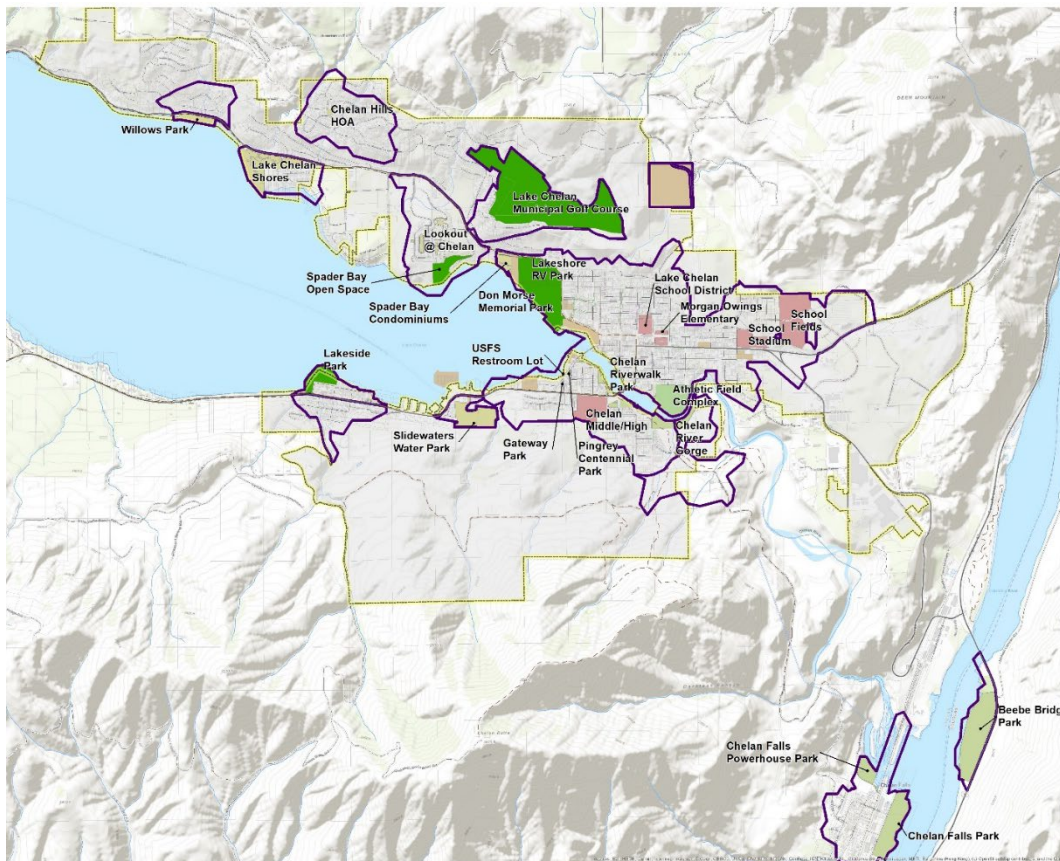 Willows Park
Chelan Hills
HOA
Lake Chelan
Shores
Lake Chelan
Municipal Golf Course
Lookout
@ Chelan
Spader Bay
Open Space
Lakeshore
RV Park
Spader Bay
Condominiums
Don Morse
Memorial Park
Lake Chelan
School District
Morgan Owings
Elementary
School
Fields
School
Stadium
USFS
Restroom Lot
Lakeside
Park
Chelan
Riverwalk
Park
Athletic Field
Complex
Chelan
Middle/High
Chelan
River
Gorge
Slidewaters
Water Park
Gateway
Park
Pingrey
Centennial
Park
Beebe Bridg
Park
Chelan Falls
Powerhouse Park
Chelan Falls
Chelan Falls Park